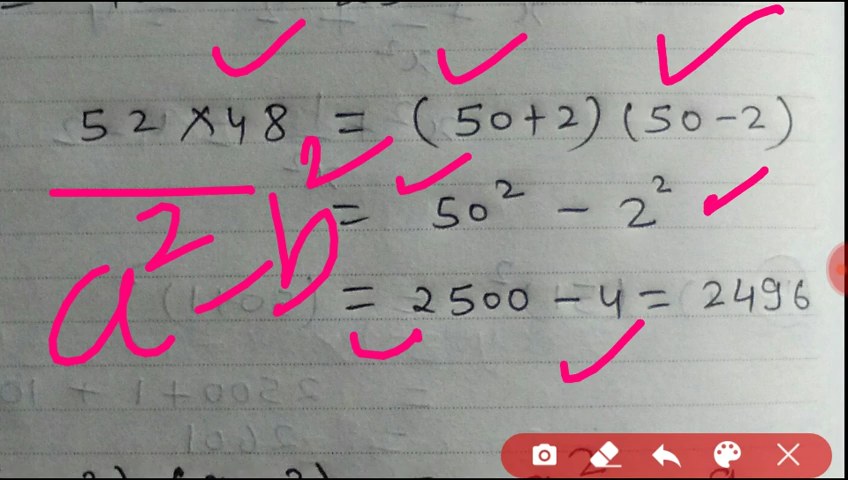 52 × 48 = (50+2)(50-2)
= 50² - 2²
a² - b²
= 2500 - 4 = 2496